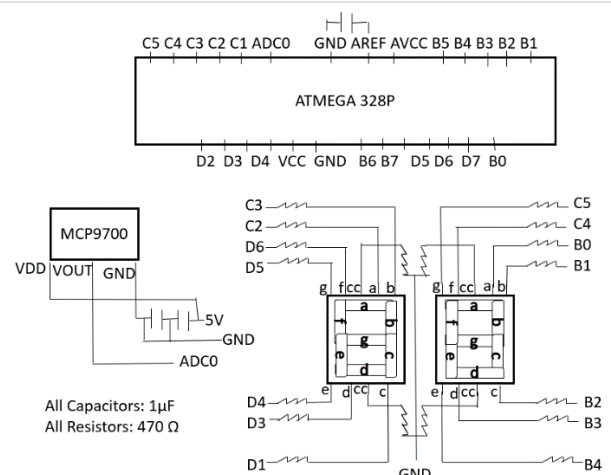 C5 C4 C3 C2 C1 ADC0 GND AREF AVCC B5 B4 B3 B2 B1
ATMEGA 328P
D2 D3 D4 VCC GND B6 B7 D5 D6 D7 B0
MCP9700
VDD VOUT GND
5V
GND
ADC0
All Capacitors: 1µF
All Resistors: 470 Ω
C3
C2
D6
D5
g f cc a b
a
f b
g
e c
d
e d cc c
D4
D3
D1
C5
C4
B0
B1
g f cc a b
a
f b
g
e c
d
e d cc c
B2
B3
B4
GND